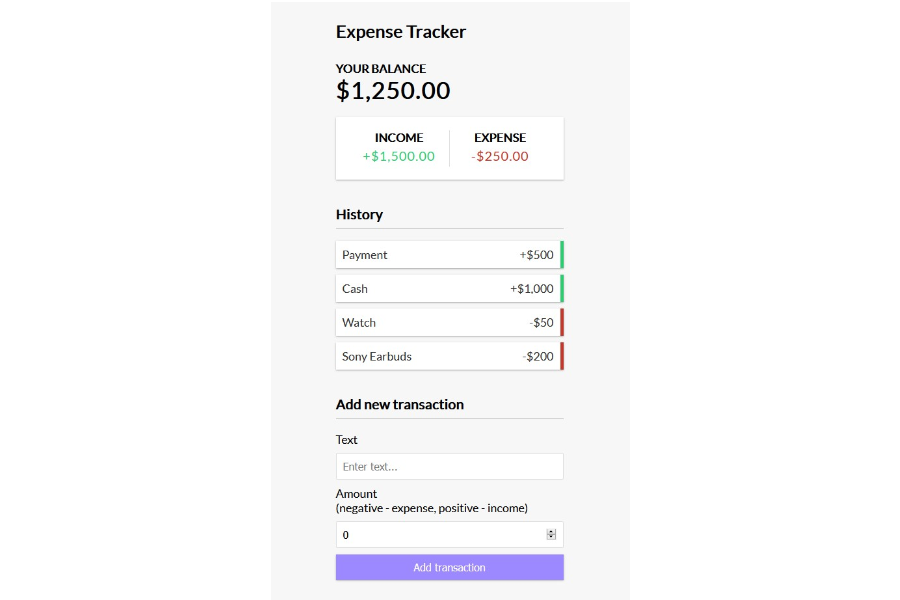 Expense Tracker
YOUR BALANCE
$1,250.00
INCOME EXPENSE
+$1,500.00 -$250.00
History
Payment +$500
Cash +$1,000
Watch -$50
Sony Earbuds -$200
Add new transaction
Text
Enter text...
Amount
(negative - expense, positive - income)
0
Add transaction